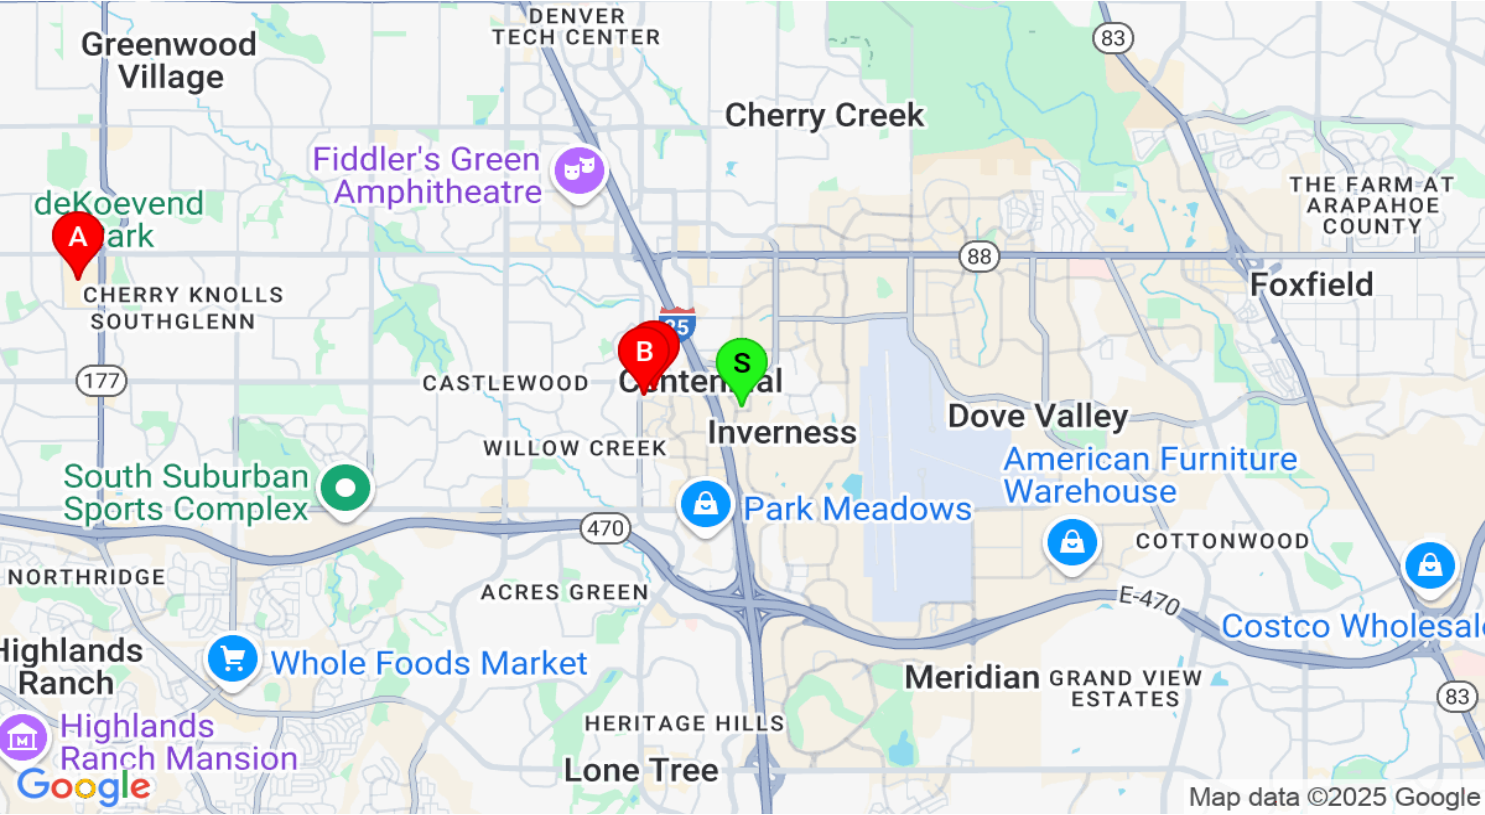 DENVER
TECH CENTER
83
Greenwood
Village
Cherry Creek
Fiddler's Green
Amphitheatre
THE FARM AT
ARAPAHOE
COUNTY
deKoevend
ark
A
88
Foxfield
CHERRY KNOLLS
SOUTHGLENN
25
B
S
177
CASTLEWOOD
Centennial
Dove Valley
Inverness
WILLOW CREEK
American Furniture
Warehouse
South Suburban
Sports Complex
Park Meadows
470
COTTONWOOD
NORTHRIDGE
ACRES GREEN
E-470
Costco Wholesale
Highlands
Ranch
Whole Foods Market
Meridian
GRAND VIEW
ESTATES
83
HERITAGE HILLS
Highlands
Ranch Mansion
Lone Tree
Google
Map data ©2025 Google